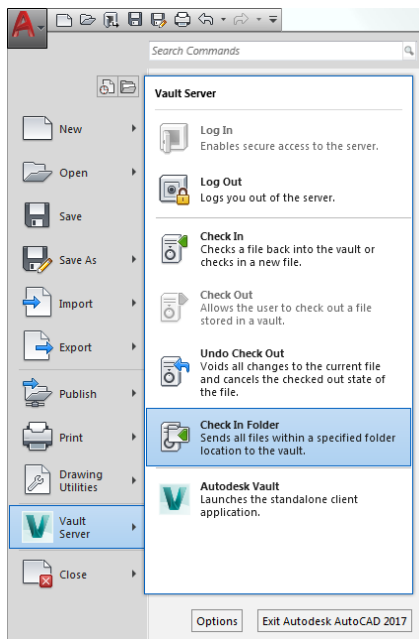 A
Search Commands
New
Open
Save
Save As
Import
Export
Publish
Print
Drawing
Utilities
Vault
Server
Close
Vault Server
Log In
Enables secure access to the server.
Log Out
Logs you out of the server.
Check In
Checks a file back into the vault or
checks in a new file.
Check Out
Allows the user to check out a file
stored in a vault.
Undo Check Out
Voids all changes to the current file
and cancels the checked out state of
the file.
Check In Folder
Sends all files within a specified folder
location to the vault.
Autodesk Vault
Launches the standalone client
application.
Options
Exit Autodesk AutoCAD 2017